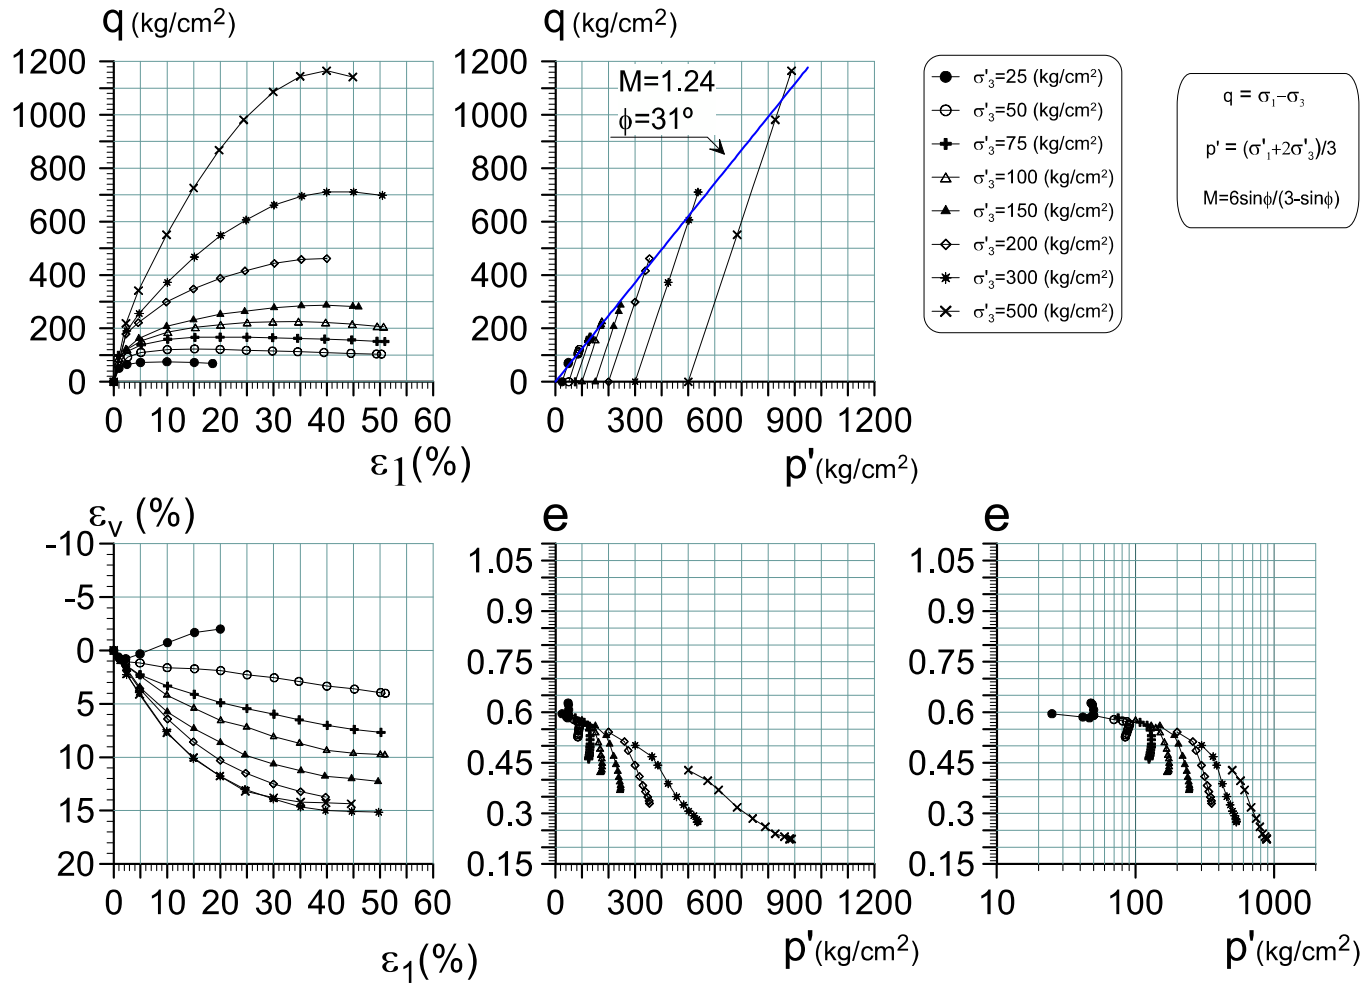 q (kg/cm²)
1200
1000
800
600
400
200
0
0 10 20 30 40 50 60
ε1(%)
q (kg/cm²)
1200
1000
800
600
400
200
0
M=1.24
ϕ=31º
0 300 600 900 1200
p'(kg/cm²)
σ'3=25 (kg/cm²)
σ'3=50 (kg/cm²)
σ'3=75 (kg/cm²)
σ'3=100 (kg/cm²)
σ'3=150 (kg/cm²)
σ'3=200 (kg/cm²)
σ'3=300 (kg/cm²)
σ'3=500 (kg/cm²)
q = σ1−σ3
p' = (σ'1+2σ'3)/3
M=6sinϕ/(3-sinϕ)
εv (%)
-10
-5
0
5
10
15
20
0 10 20 30 40 50 60
ε1(%)
e
1.05
0.9
0.75
0.6
0.45
0.3
0.15
0 300 600 900 1200
p'(kg/cm²)
e
1.05
0.9
0.75
0.6
0.45
0.3
0.15
10 100 1000
p'(kg/cm²)